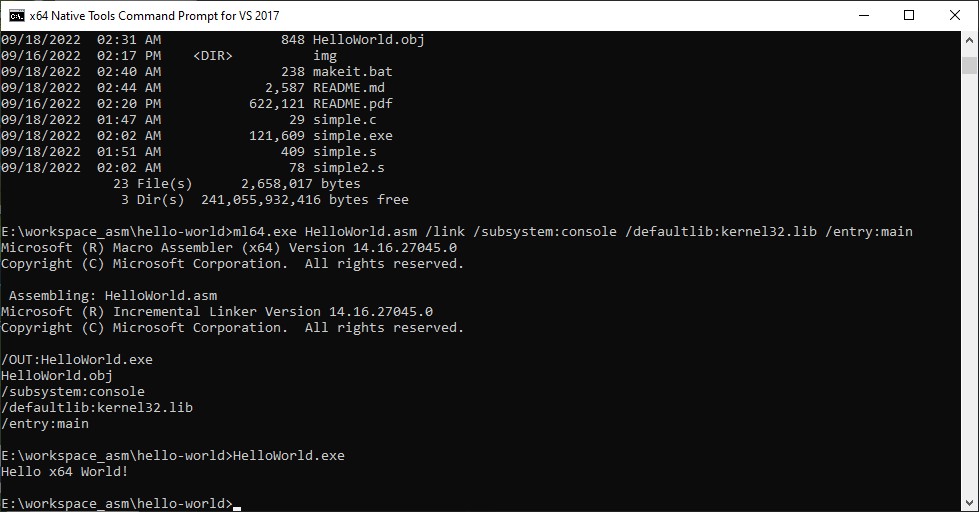 x64 Native Tools Command Prompt for VS 2017
09/18/2022  02:31 AM               848 HelloWorld.obj
09/16/2022  02:17 PM    <DIR>          img
09/18/2022  02:40 AM               238 makeit.bat
09/18/2022  02:44 AM             2,587 README.md
09/16/2022  02:20 PM           622,121 README.pdf
09/18/2022  01:47 AM                29 simple.c
09/18/2022  02:02 AM           121,609 simple.exe
09/18/2022  01:51 AM               409 simple.s
09/18/2022  02:02 AM                78 simple2.s
              23 File(s)      2,658,017 bytes
               3 Dir(s)  241,055,932,416 bytes free
E:\workspace_asm\hello-world>ml64.exe HelloWorld.asm /link /subsystem:console /defaultlib:kernel32.lib /entry:main
Microsoft (R) Macro Assembler (x64) Version 14.16.27045.0
Copyright (C) Microsoft Corporation.  All rights reserved.
 Assembling: HelloWorld.asm
Microsoft (R) Incremental Linker Version 14.16.27045.0
Copyright (C) Microsoft Corporation.  All rights reserved.
/OUT:HelloWorld.exe
HelloWorld.obj
/subsystem:console
/defaultlib:kernel32.lib
/entry:main
E:\workspace_asm\hello-world>HelloWorld.exe
Hello x64 World!
E:\workspace_asm\hello-world>